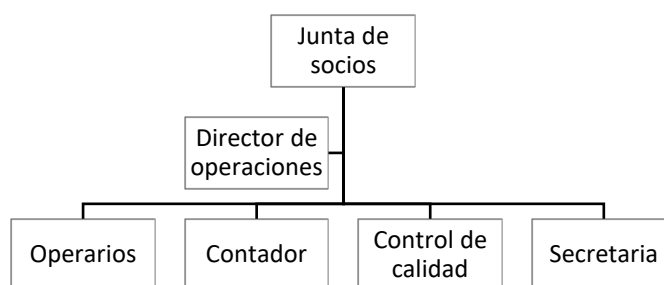 Junta de
socios
Director de
operaciones
Operarios
Contador
Control de
calidad
Secretaria